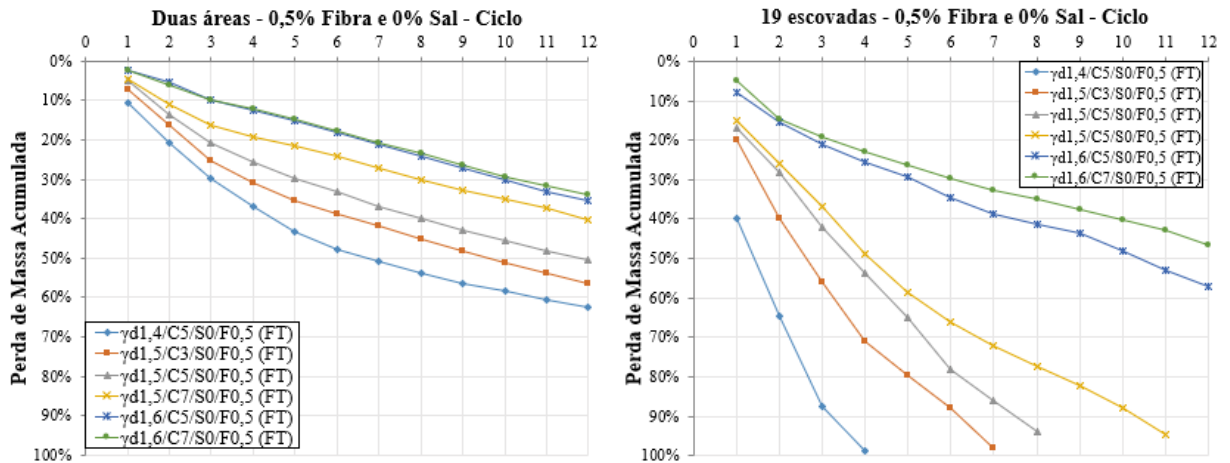 Duas áreas - 0,5% Fibra e 0% Sal - Ciclo
0 1 2 3 4 5 6 7 8 9 10 11 12
0%
10%
20%
30%
40%
50%
60%
70%
80%
90%
100%
Perda de Massa Acumulada
γd1,4/C5/S0/F0,5 (FT)
γd1,5/C3/S0/F0,5 (FT)
γd1,5/C5/S0/F0,5 (FT)
γd1,5/C7/S0/F0,5 (FT)
γd1,6/C5/S0/F0,5 (FT)
γd1,6/C7/S0/F0,5 (FT)
19 escovadas - 0,5% Fibra e 0% Sal - Ciclo
0 1 2 3 4 5 6 7 8 9 10 11 12
0%
10%
20%
30%
40%
50%
60%
70%
80%
90%
100%
Perda de Massa Acumulada
γd1,4/C5/S0/F0,5 (FT)
γd1,5/C3/S0/F0,5 (FT)
γd1,5/C5/S0/F0,5 (FT)
γd1,5/C5/S0/F0,5 (FT)
γd1,6/C5/S0/F0,5 (FT)
γd1,6/C7/S0/F0,5 (FT)